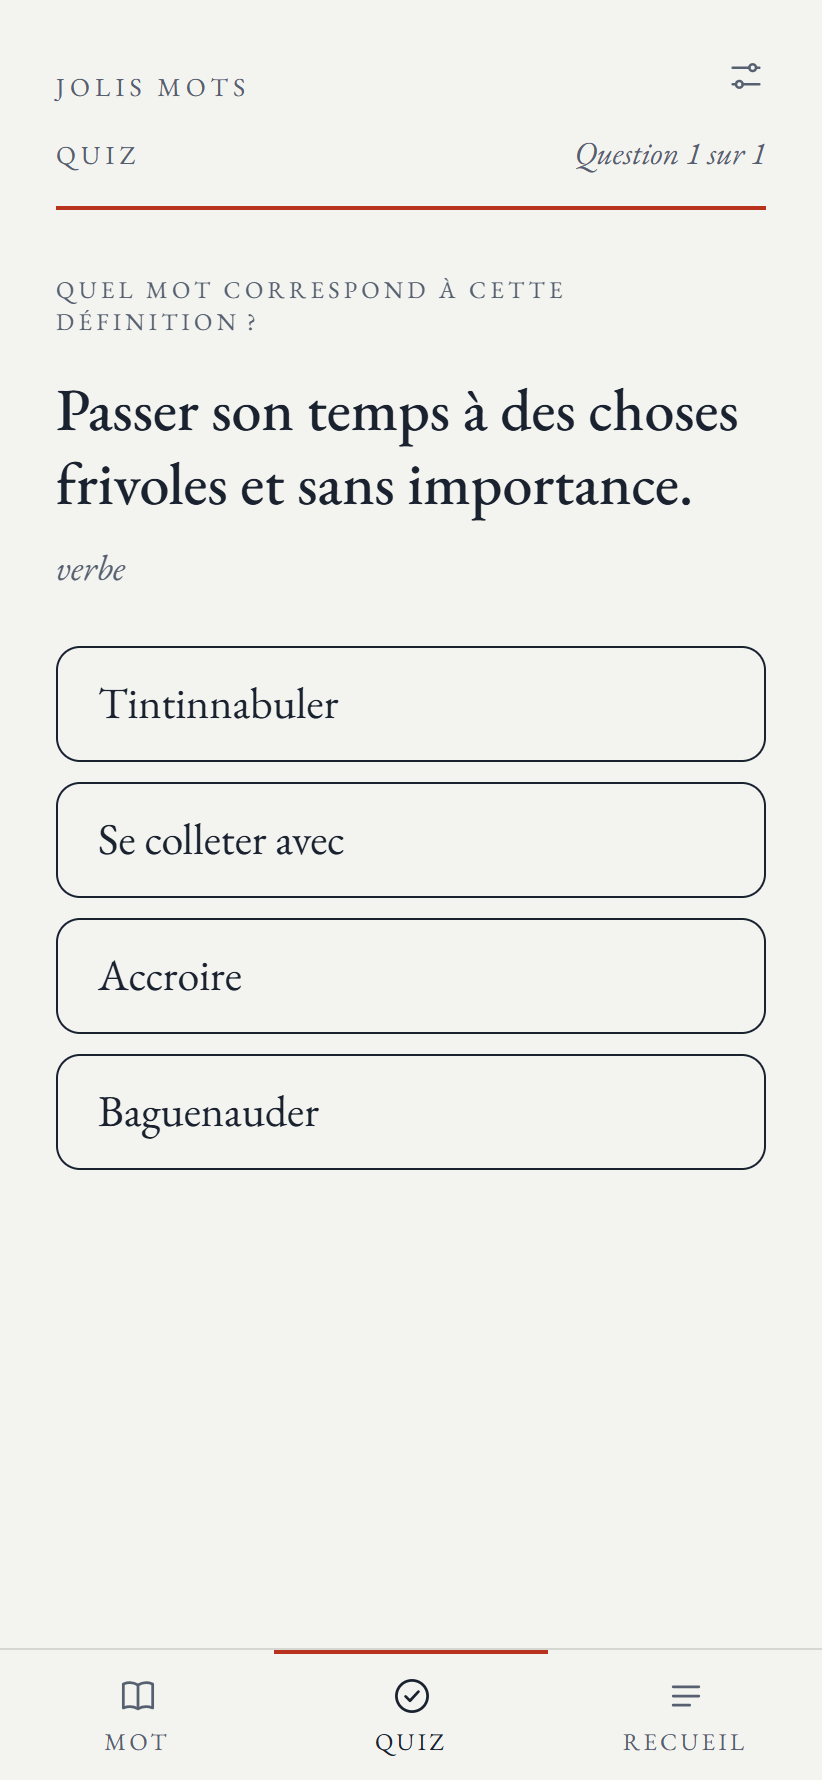 JOLIS MOTS
QUIZ
Question 1 sur 1
QUEL MOT CORRESPOND À CETTE
DÉFINITION ?
Passer son temps à des choses
frivoles et sans importance.
verbe
Tintinnabuler
Se colleter avec
Accroire
Baguenauder
MOT
QUIZ
RECUEIL